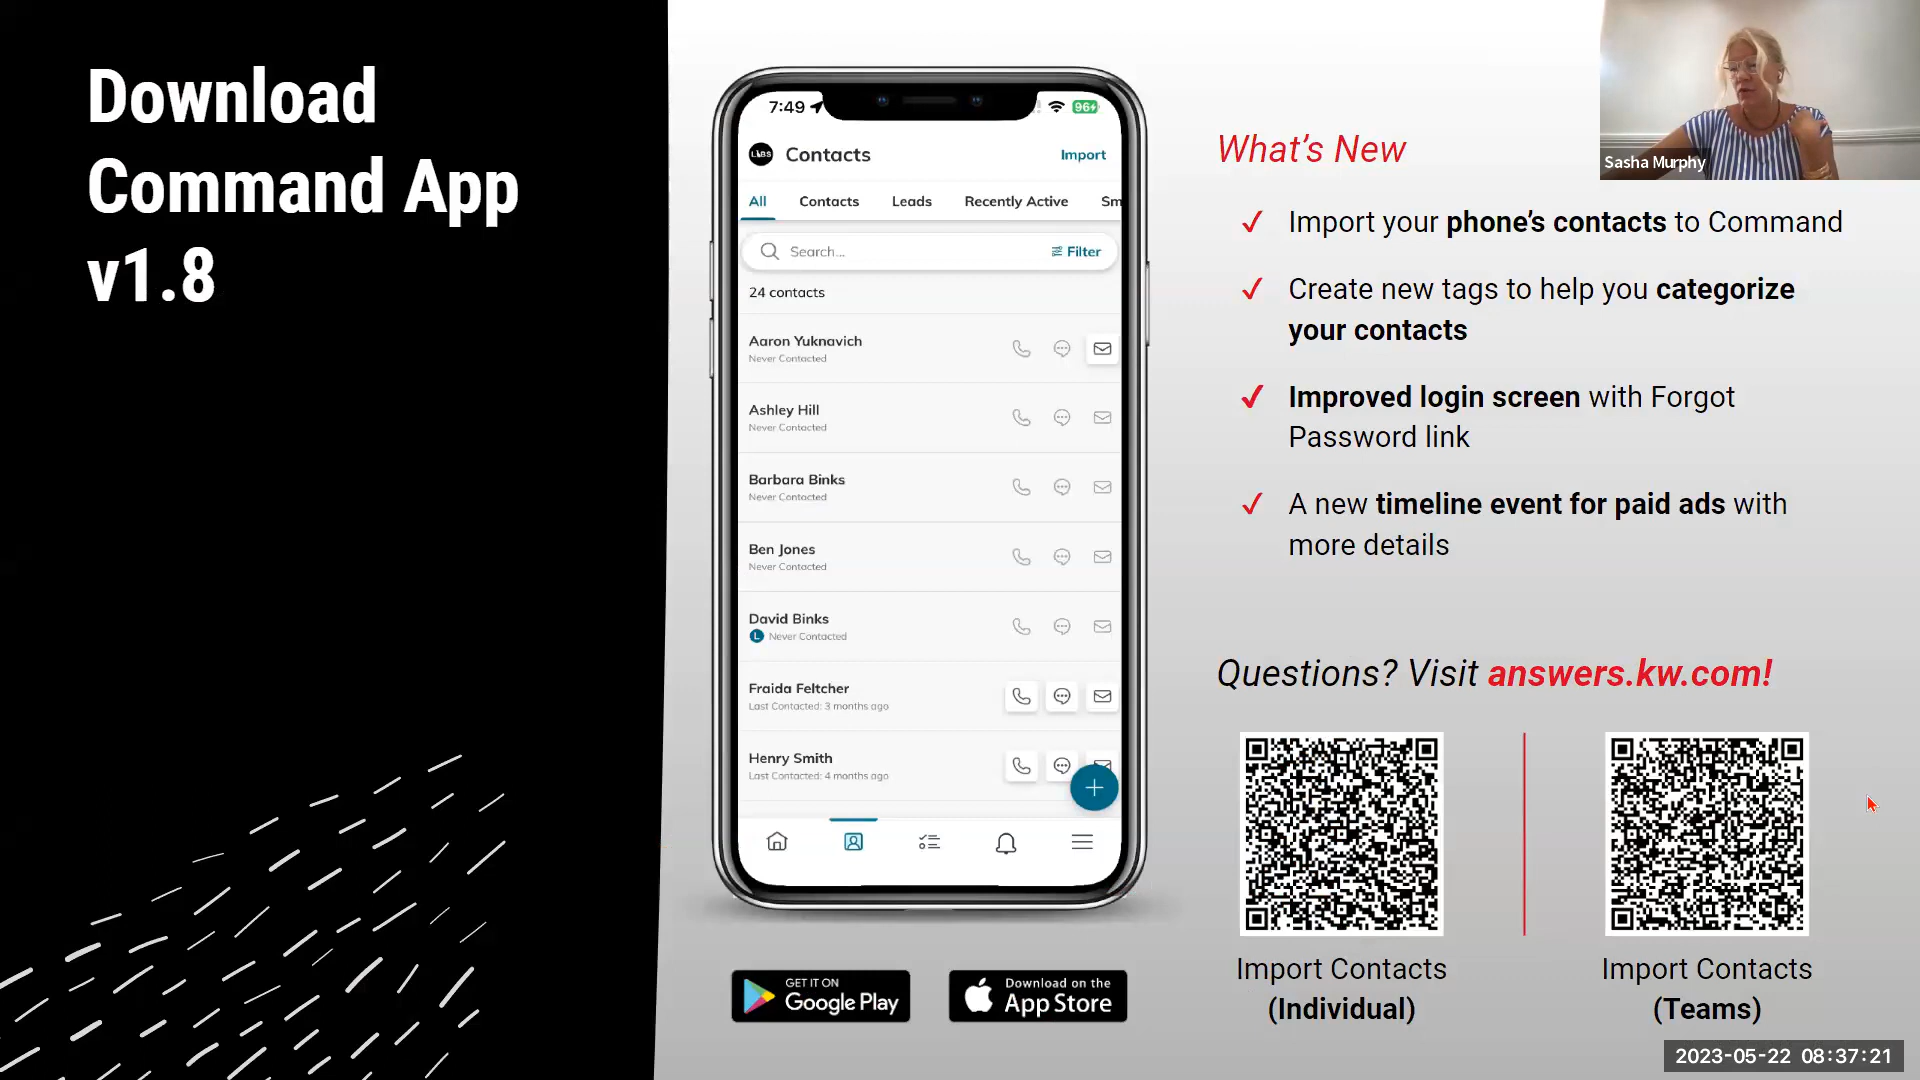 Download
Command App
v1.8
7:49
96
LABS
Contacts
Import
All
Contacts
Leads
Recently Active
Sm
Search...
Filter
24 contacts
Aaron Yuknavich
Never Contacted
Ashley Hill
Never Contacted
Barbara Binks
Never Contacted
Ben Jones
Never Contacted
David Binks
L Never Contacted
Fraida Feltcher
Last Contacted: 3 months ago
Henry Smith
Last Contacted: 4 months ago
GET IT ON
Google Play
Download on the
App Store
What's New
Import your phone's contacts to Command
Create new tags to help you categorize
your contacts
Improved login screen with Forgot
Password link
A new timeline event for paid ads with
more details
Questions? Visit answers.kw.com!
Import Contacts
(Individual)
Import Contacts
(Teams)
Sasha Murphy
2023-05-22 08:37:21